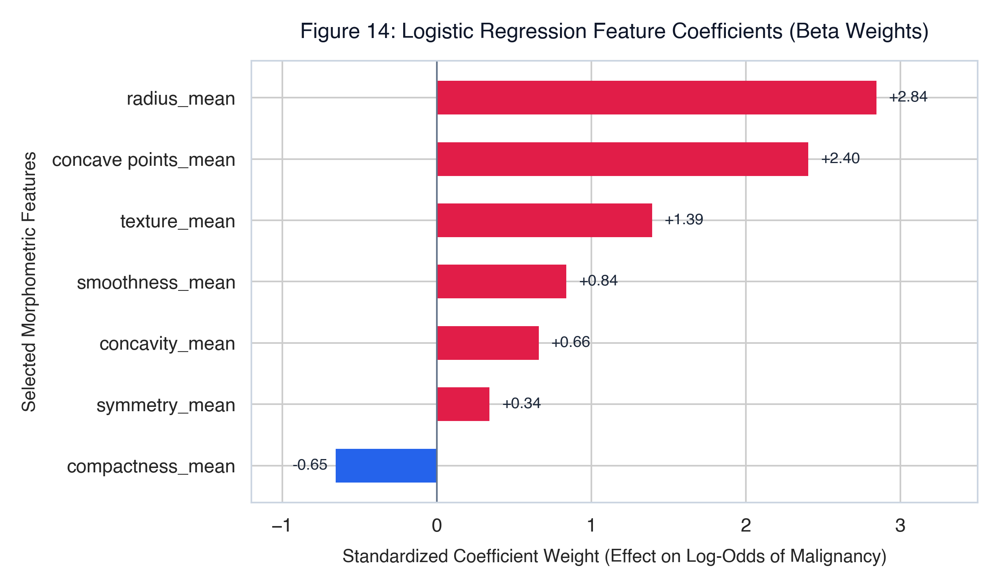 Figure 14: Logistic Regression Feature Coefficients (Beta Weights)
Selected Morphometric Features
radius_mean
+2.84
concave points_mean
+2.40
texture_mean
+1.39
smoothness_mean
+0.84
concavity_mean
+0.66
symmetry_mean
+0.34
compactness_mean
-0.65
−1 0 1 2 3
Standardized Coefficient Weight (Effect on Log-Odds of Malignancy)